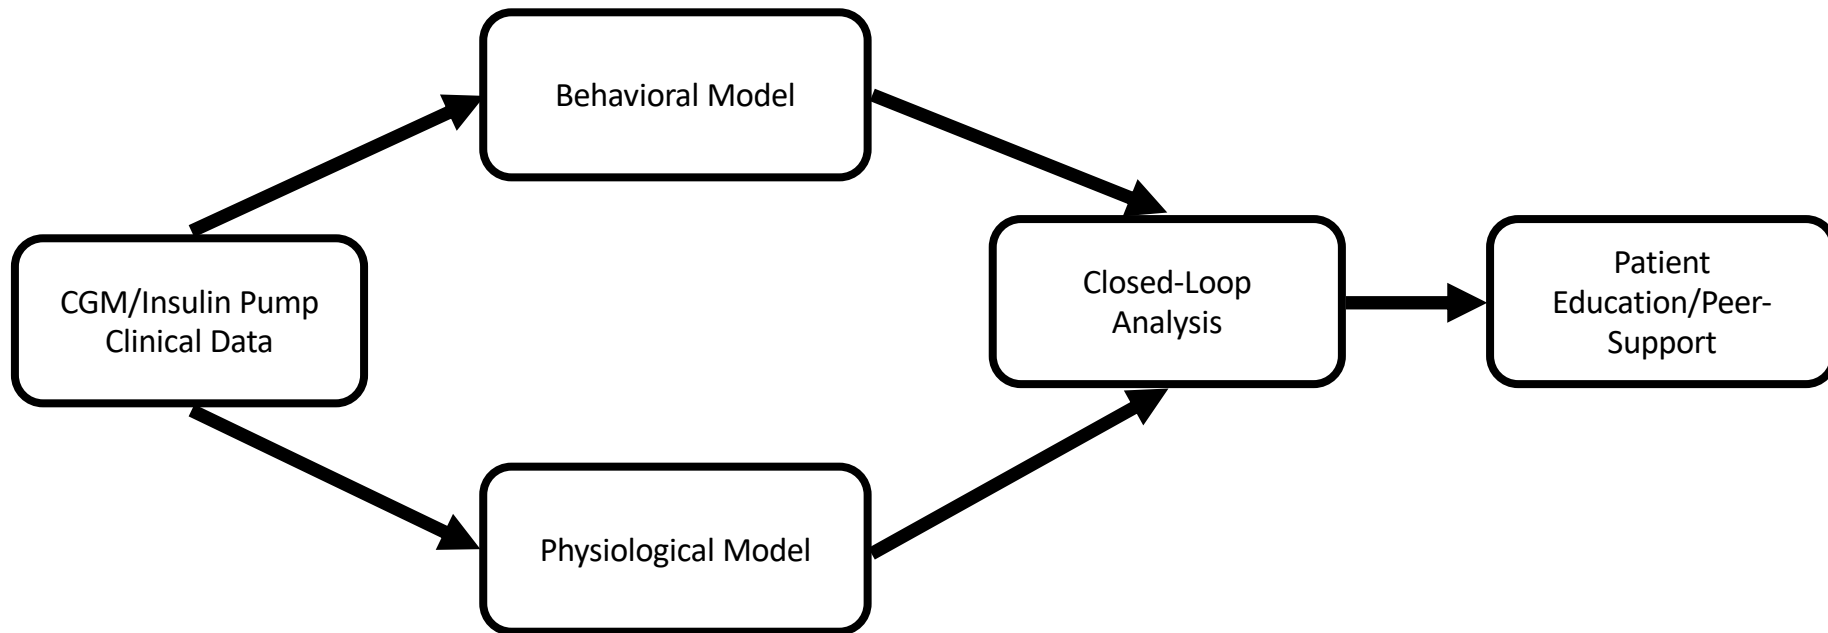 Behavioral Model
CGM/Insulin Pump
Clinical Data
Closed-Loop
Analysis
Patient
Education/Peer-
Support
Physiological Model